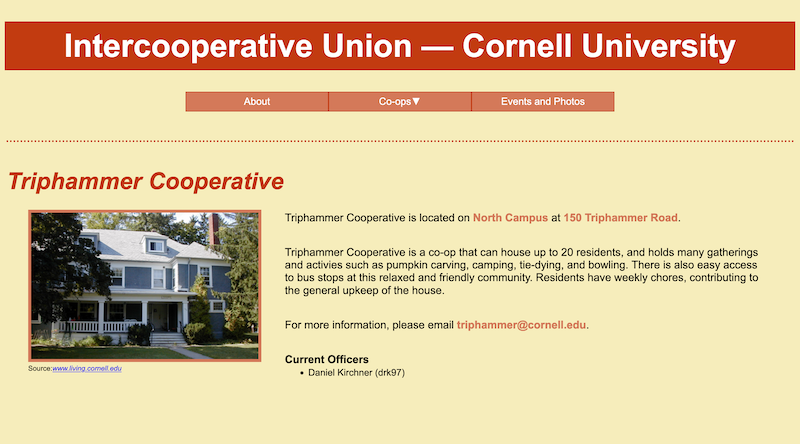 Intercooperative Union — Cornell University
About
Co-ops▼
Events and Photos
Triphammer Cooperative
Triphammer Cooperative is located on North Campus at 150 Triphammer Road.
Triphammer Cooperative is a co-op that can house up to 20 residents, and holds many gatherings
and activies such as pumpkin carving, camping, tie-dying, and bowling. There is also easy access
to bus stops at this relaxed and friendly community. Residents have weekly chores, contributing to
the general upkeep of the house.
For more information, please email triphammer@cornell.edu.
Current Officers
• Daniel Kirchner (drk97)
Source:www.living.cornell.edu